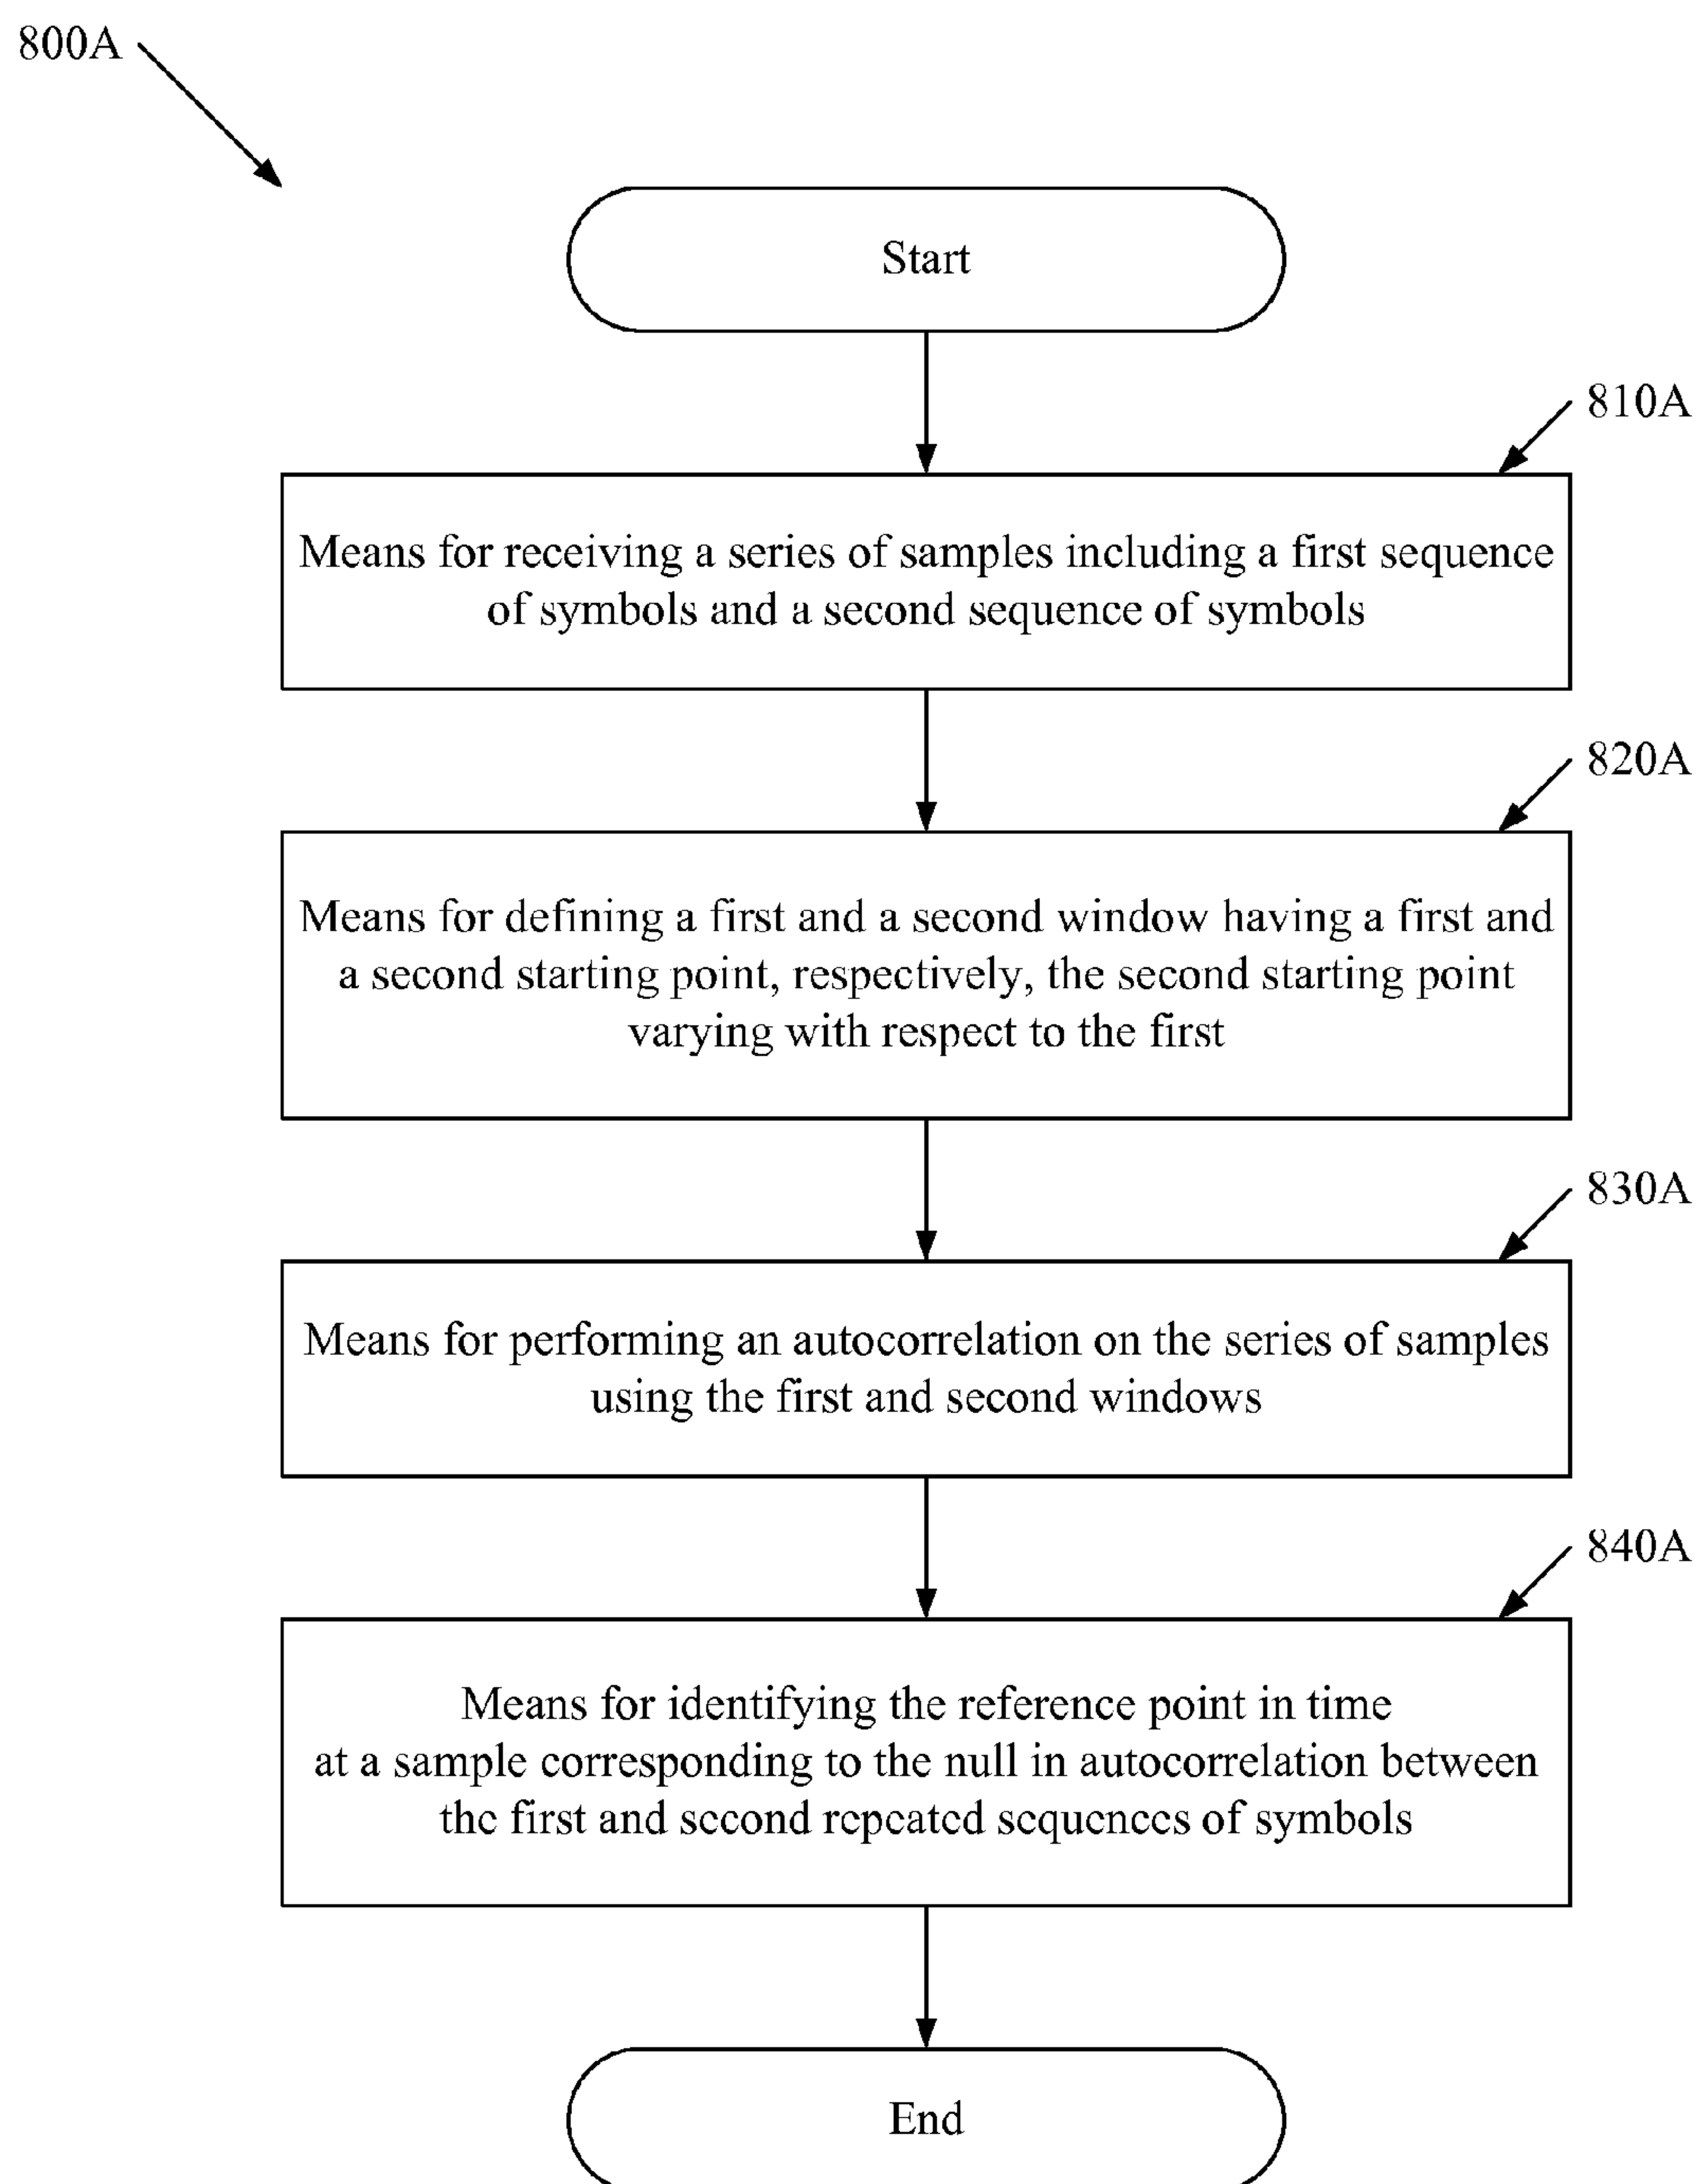 800A
Start
810A
Means for receiving a series of samples including a first sequence
of symbols and a second sequence of symbols
820A
Means for defining a first and a second window having a first and
a second starting point, respectively, the second starting point
varying with respect to the first
830A
Means for performing an autocorrelation on the series of samples
using the first and second windows
840A
Means for identifying the reference point in time
at a sample corresponding to the null in autocorrelation between
the first and second repeated sequences of symbols
End